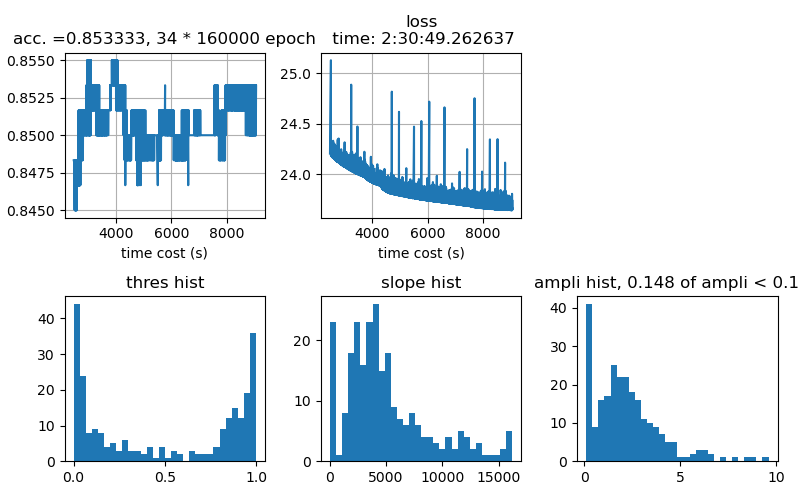 acc. =0.853333, 34 * 160000 epoch
loss
time: 2:30:49.262637
0.8550
0.8525
0.8500
0.8475
0.8450
4000 6000 8000
time cost (s)
25.0
24.5
24.0
4000 6000 8000
time cost (s)
thres hist
40
30
20
10
0
0.0 0.5 1.0
slope hist
20
10
0
0 5000 10000 15000
ampli hist, 0.148 of ampli < 0.1
40
30
20
10
0
0 5 10